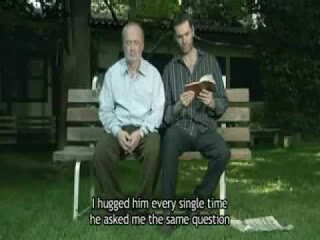 I hugged him every single time
he asked me the same question